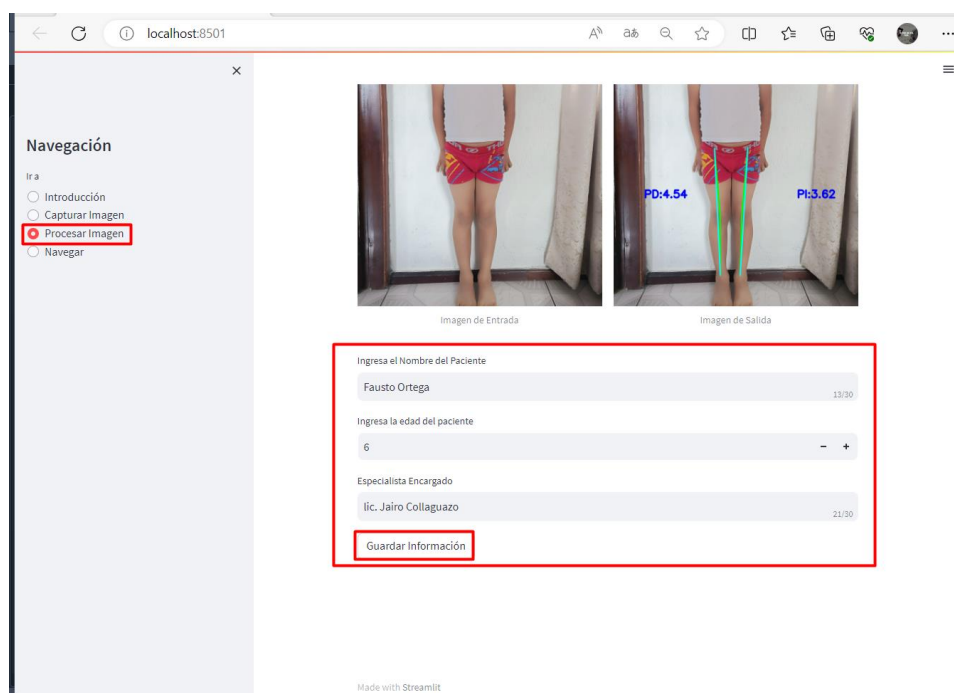 localhost:8501
Navegación
Ir a
Introducción
Capturar Imagen
Procesar Imagen
Navegar
PD:4.54
PI:3.62
Imagen de Entrada
Imagen de Salida
Ingresa el Nombre del Paciente
Fausto Ortega
13/30
Ingresa la edad del paciente
6
Especialista Encargado
lic. Jairo Collaguazo
21/30
Guardar Información
Made with Streamlit